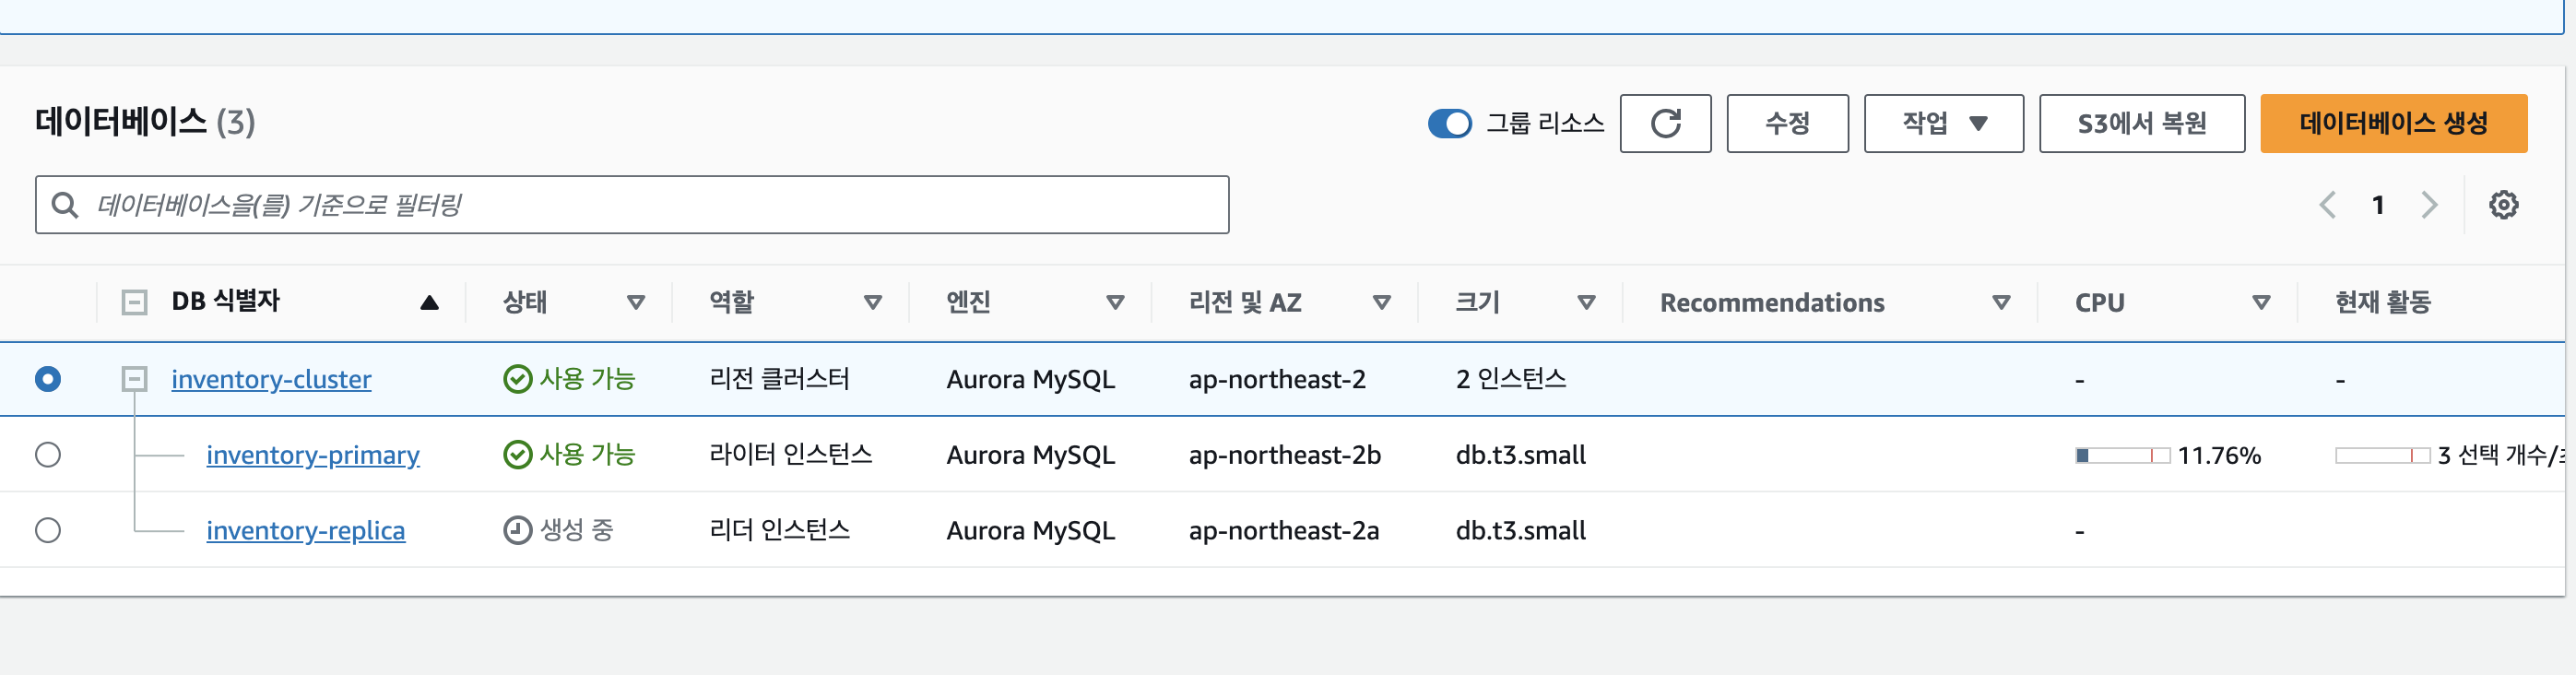 데이터베이스 (3)
그룹 리소스 수정 작업 S3에서 복원 데이터베이스 생성
데이터베이스을(를) 기준으로 필터링
1
DB 식별자 상태 역할 엔진 리전 및 AZ 크기 Recommendations CPU 현재 활동
inventory-cluster 사용 가능 리전 클러스터 Aurora MySQL ap-northeast-2 2 인스턴스 - -
inventory-primary 사용 가능 라이터 인스턴스 Aurora MySQL ap-northeast-2b db.t3.small 11.76% 3 선택 개수/
inventory-replica 생성 중 리더 인스턴스 Aurora MySQL ap-northeast-2a db.t3.small -